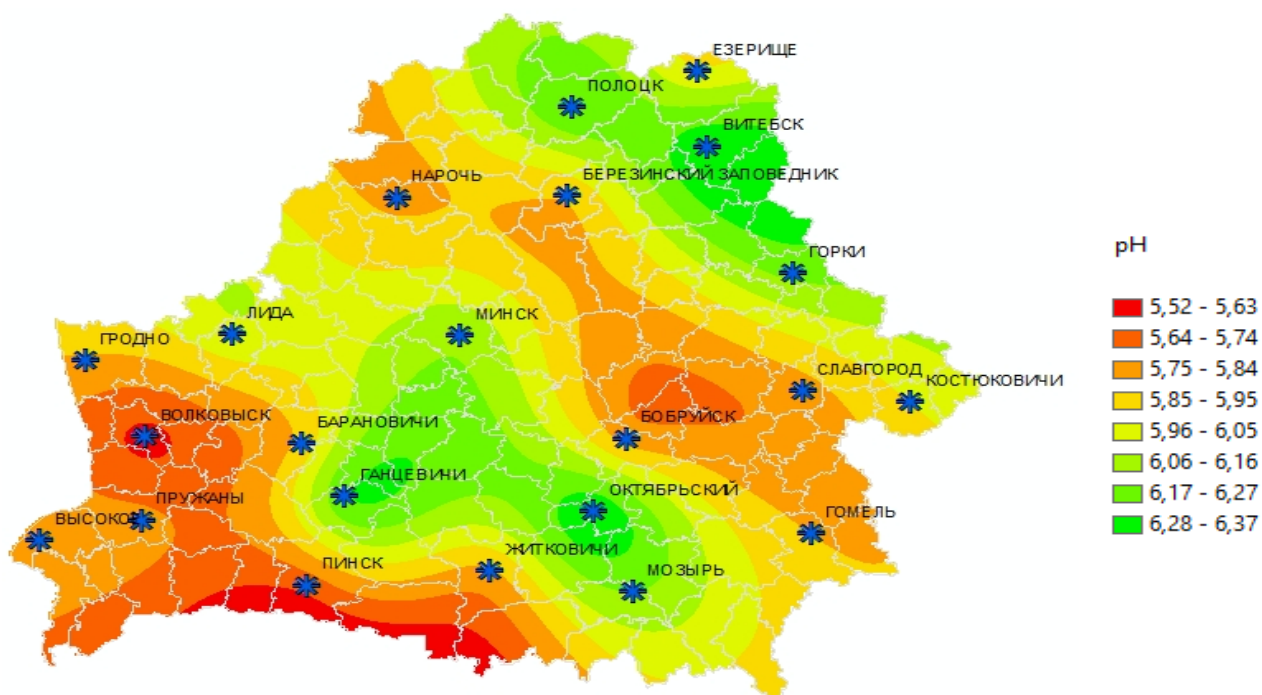 ЕЗЕРИЩЕ
ПОЛОЦК
ВИТЕБСК
НАРОЧЬ
БЕРЕЗИНСКИЙ ЗАПОВЕДНИК
ГОРКИ
ЛИДА
МИНСК
ГРОДНО
СЛАВГОРОД
КОСТЮКОВИЧИ
ВОЛКОВЫСК
БАРАНОВИЧИ
БОБРУЙСК
ГАНЦЕВИЧИ
ОКТЯБРЬСКИЙ
ПРУЖАНЫ
ВЫСОКОЕ
ГОМЕЛЬ
ЖИТКОВИЧИ
ПИНСК
МОЗЫРЬ
pH
5,52 - 5,63
5,64 - 5,74
5,75 - 5,84
5,85 - 5,95
5,96 - 6,05
6,06 - 6,16
6,17 - 6,27
6,28 - 6,37